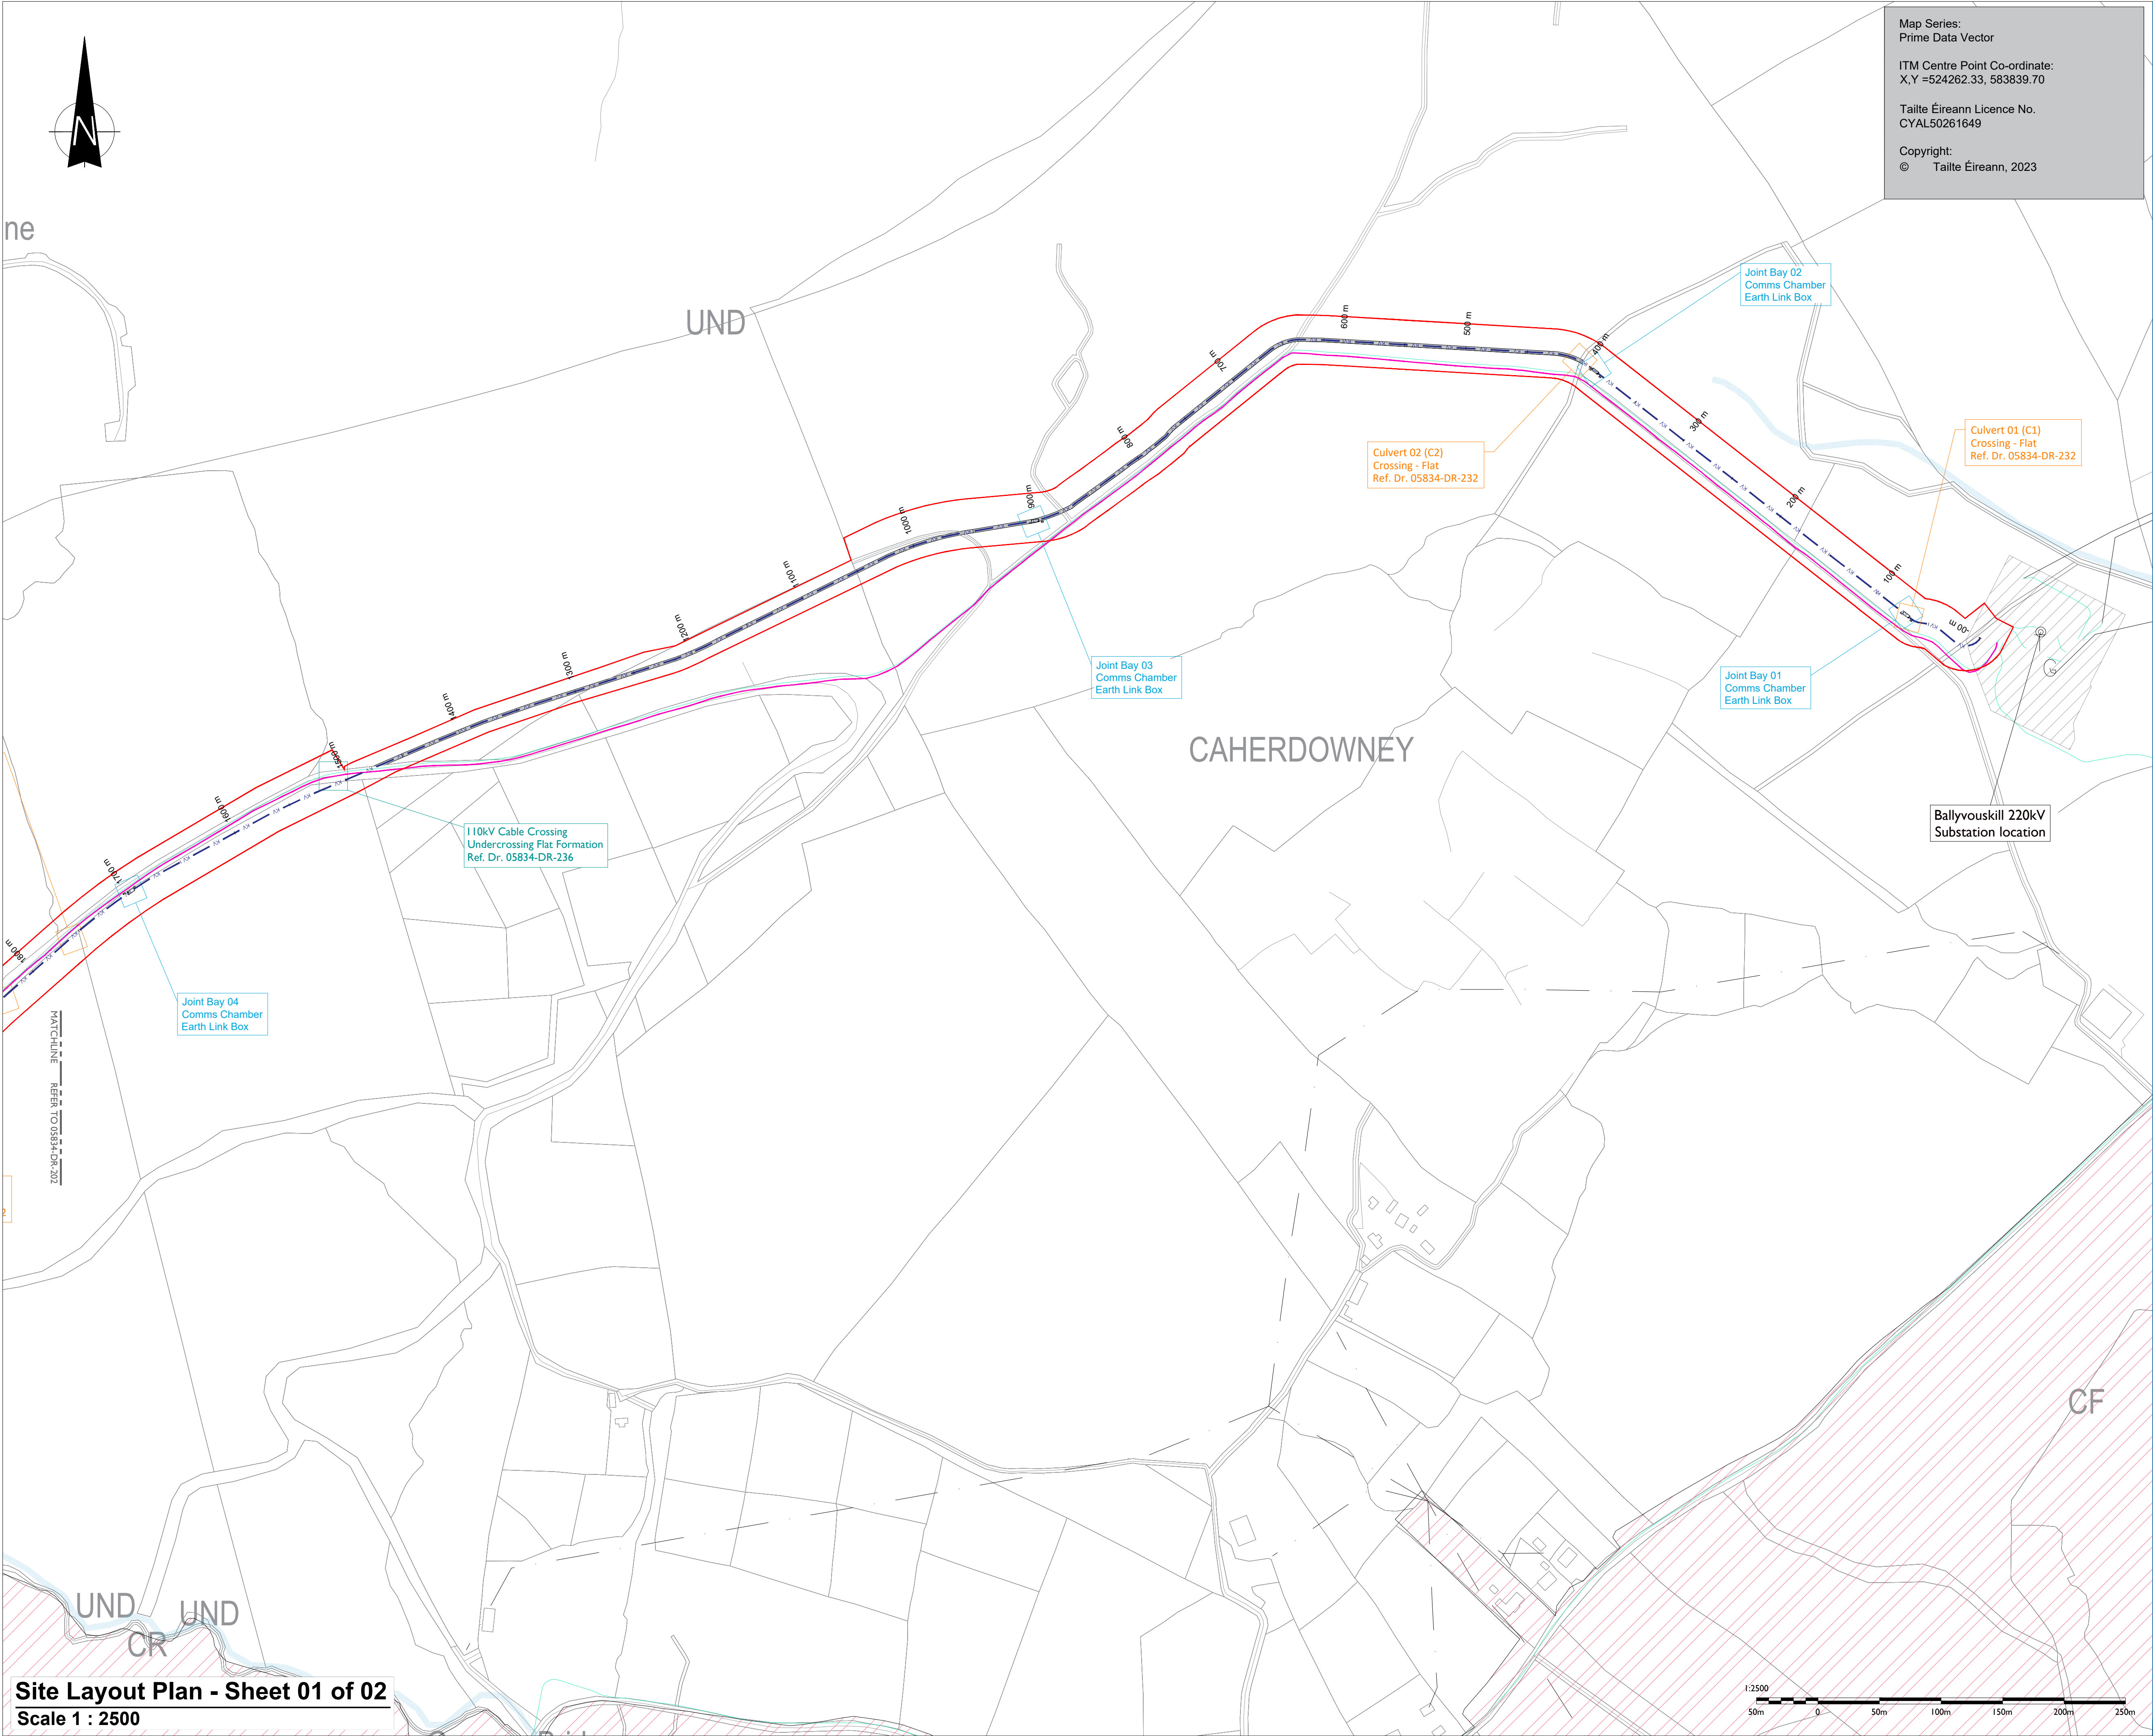 Map Series:
Prime Data Vector
ITM Centre Point Co-ordinate:
X,Y =524262.33, 583839.70
Tailte Éireann Licence No.
CYAL50261649
Copyright:
© Tailte Éireann, 2023
N
ne
UND
Joint Bay 02
Comms Chamber
Earth Link Box
600 m
500 m
400 m
700 m
800 m
300 m
Culvert 01 (C1)
Crossing - Flat
Ref. Dr. 05834-DR-232
Culvert 02 (C2)
Crossing - Flat
Ref. Dr. 05834-DR-232
200 m
900 m
1000 m
100 m
1100 m
-00 m
1200 m
1300 m
Joint Bay 03
Comms Chamber
Earth Link Box
Joint Bay 01
Comms Chamber
Earth Link Box
1400 m
CAHERDOWNEY
1500 m
1600 m
Ballyvouskill 220kV
Substation location
110kV Cable Crossing
Undercrossing Flat Formation
Ref. Dr. 05834-DR-236
1700 m
1800 m
Joint Bay 04
Comms Chamber
Earth Link Box
MATCHLINE REFER TO 05834-DR-202
CF
UND
UND
CR
Site Layout Plan - Sheet 01 of 02
Scale 1 : 2500
1:2500
50m 0 50m 100m 150m 200m 250m